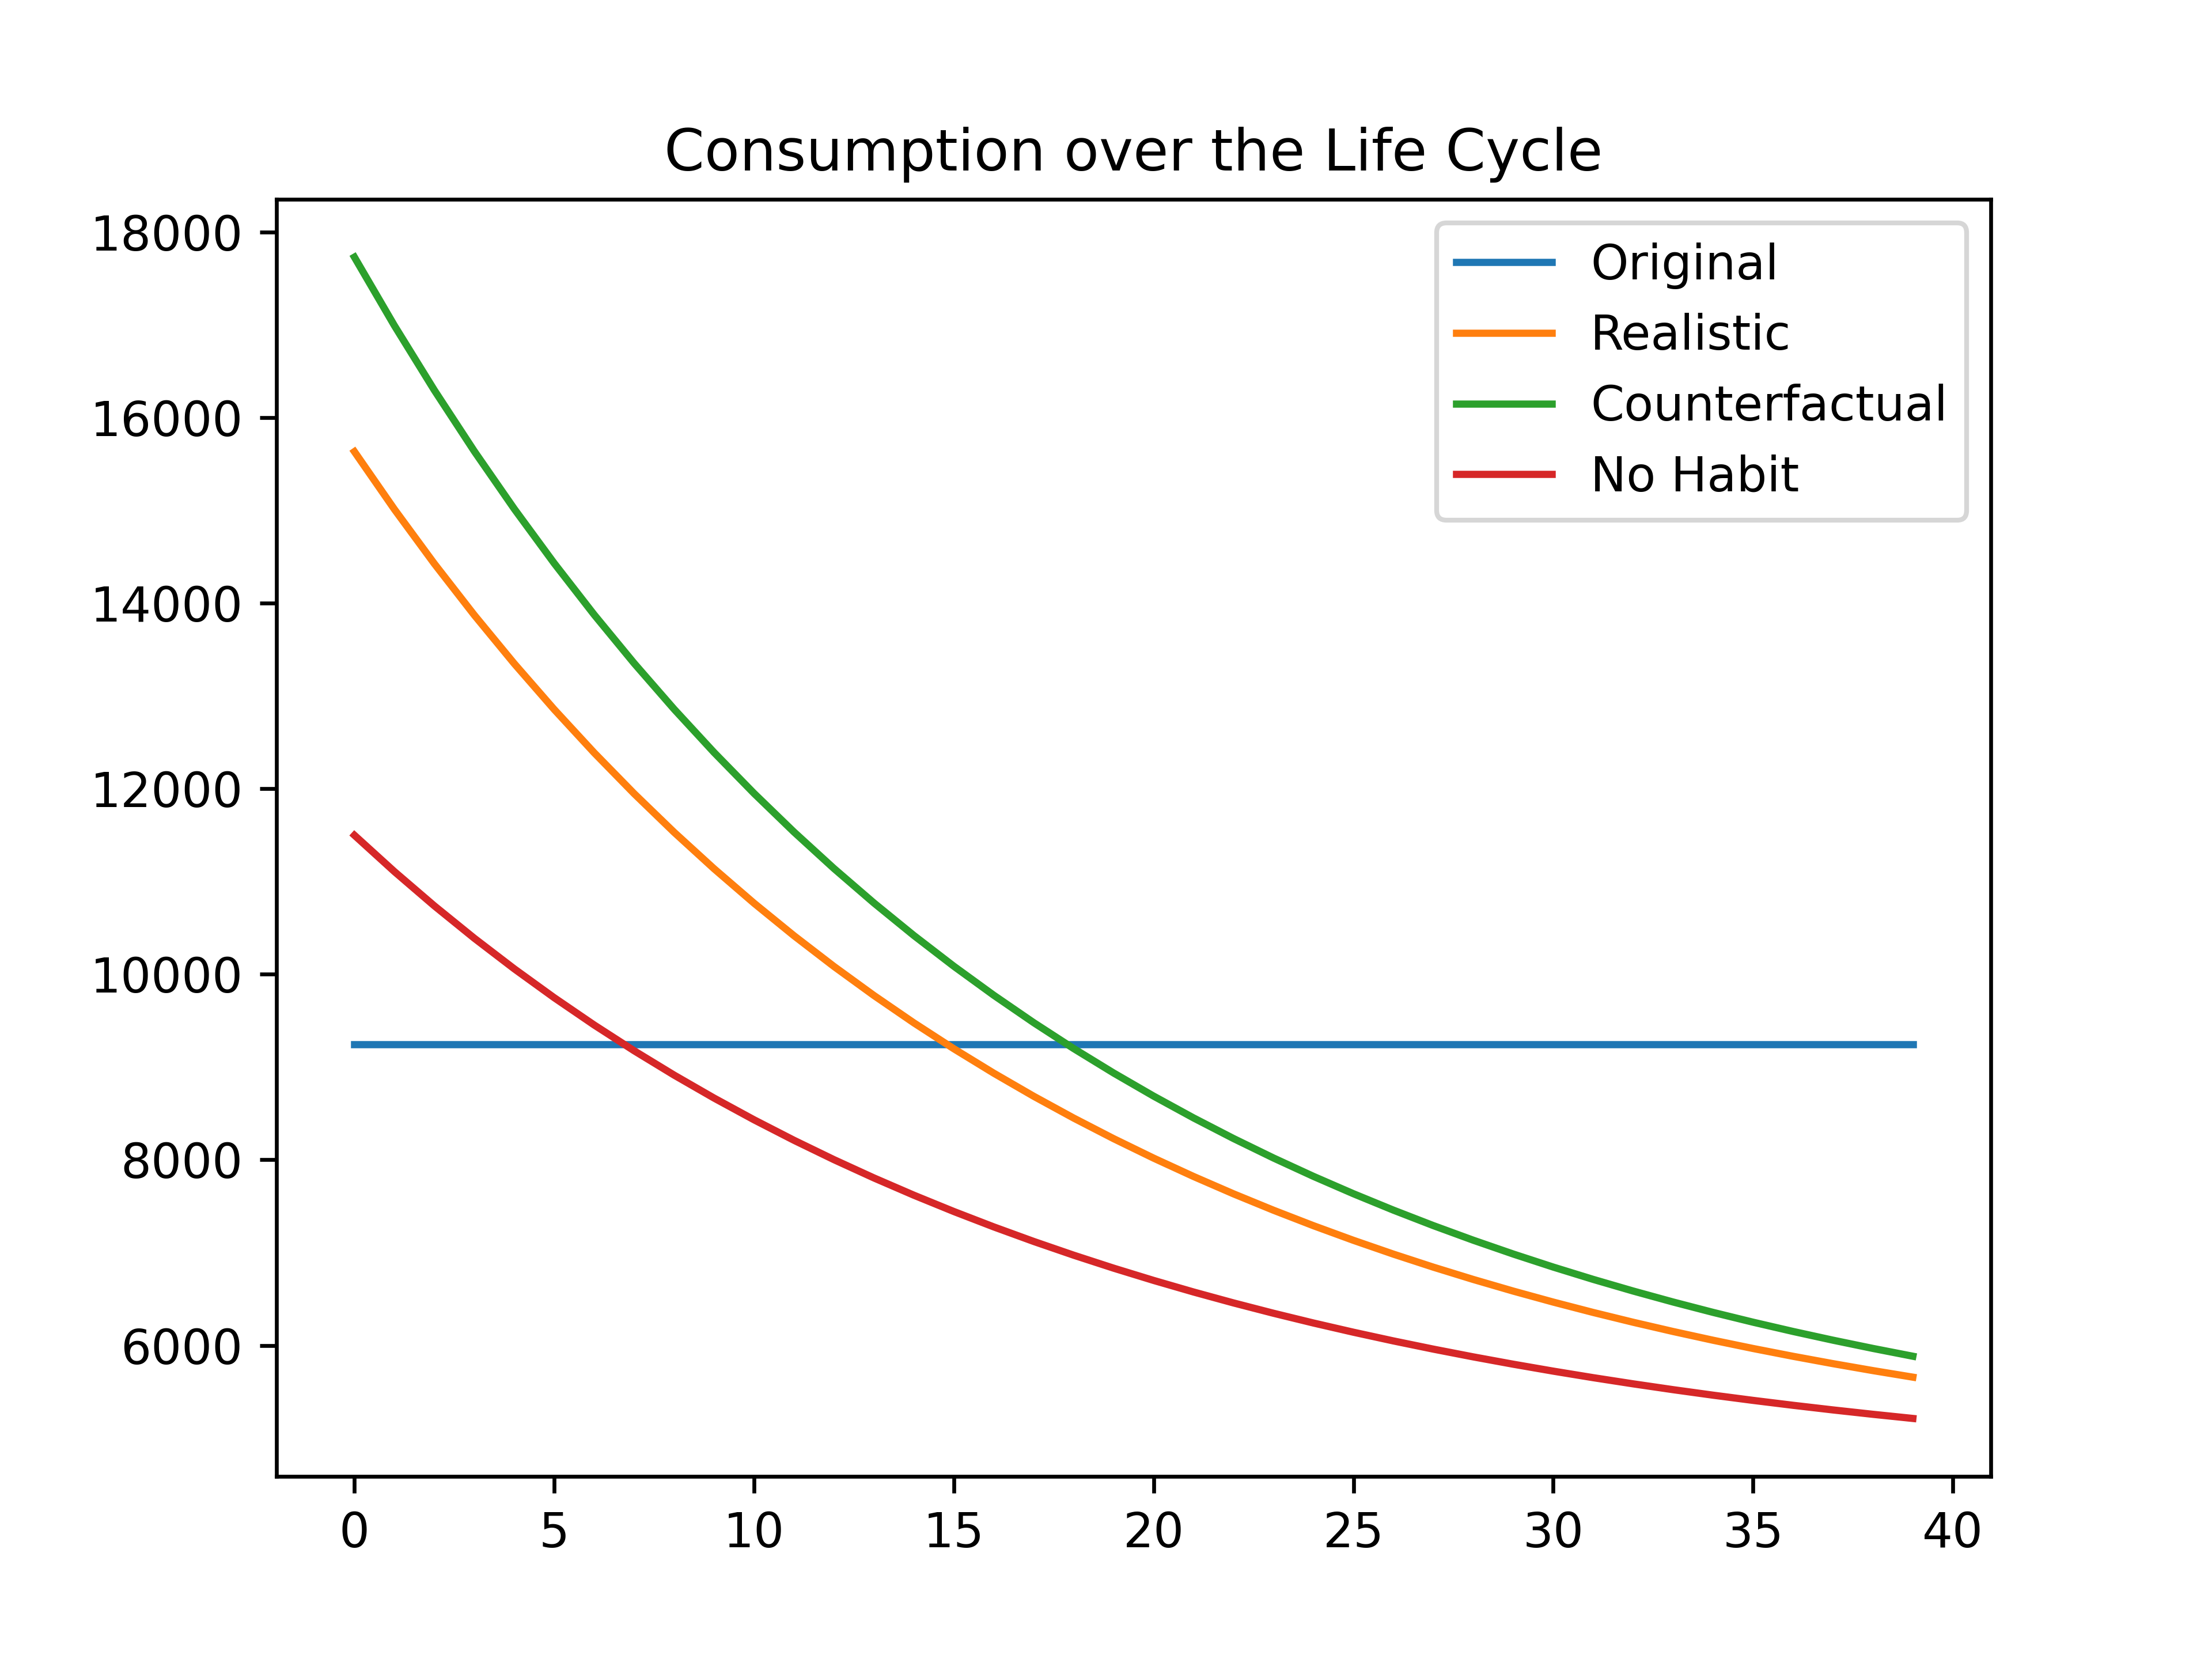 Consumption over the Life Cycle
18000
16000
14000
12000
10000
8000
6000
Original
Realistic
Counterfactual
No Habit
0 5 10 15 20 25 30 35 40